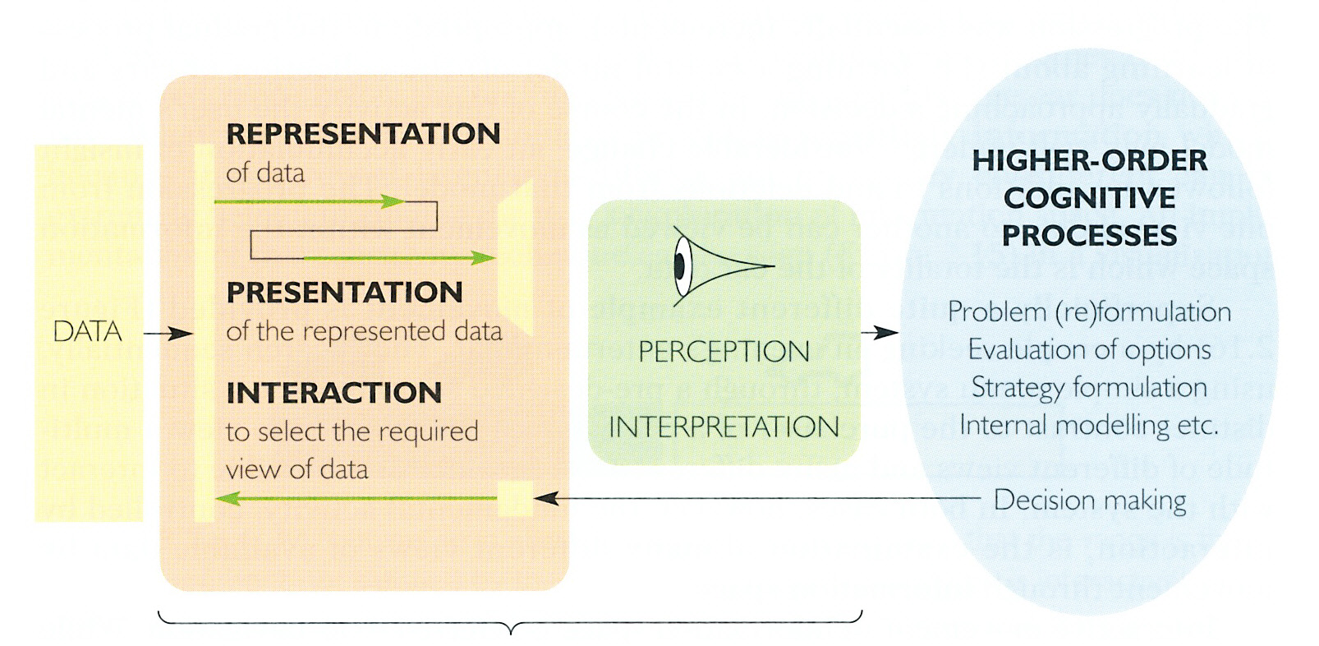 DATA
REPRESENTATION
of data
PRESENTATION
of the represented data
INTERACTION
to select the required
view of data
PERCEPTION
INTERPRETATION
HIGHER-ORDER
COGNITIVE
PROCESSES
Problem (re)formulation
Evaluation of options
Strategy formulation
Internal modelling etc.
Decision making